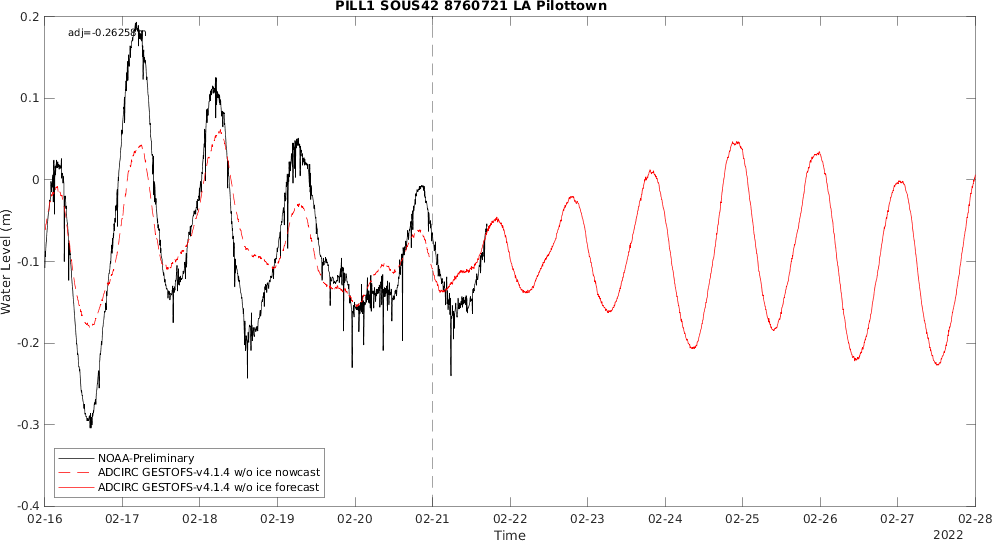 PILL1 SOUS42 8760721 LA Pilottown
adj=-0.26258 m
0.2
0.1
0
-0.1
-0.2
-0.3
-0.4
Water Level (m)
NOAA-Preliminary
ADCIRC GESTOFS-v4.1.4 w/o ice nowcast
ADCIRC GESTOFS-v4.1.4 w/o ice forecast
02-16 02-17 02-18 02-19 02-20 02-21 02-22 02-23 02-24 02-25 02-26 02-27 02-28
Time
2022